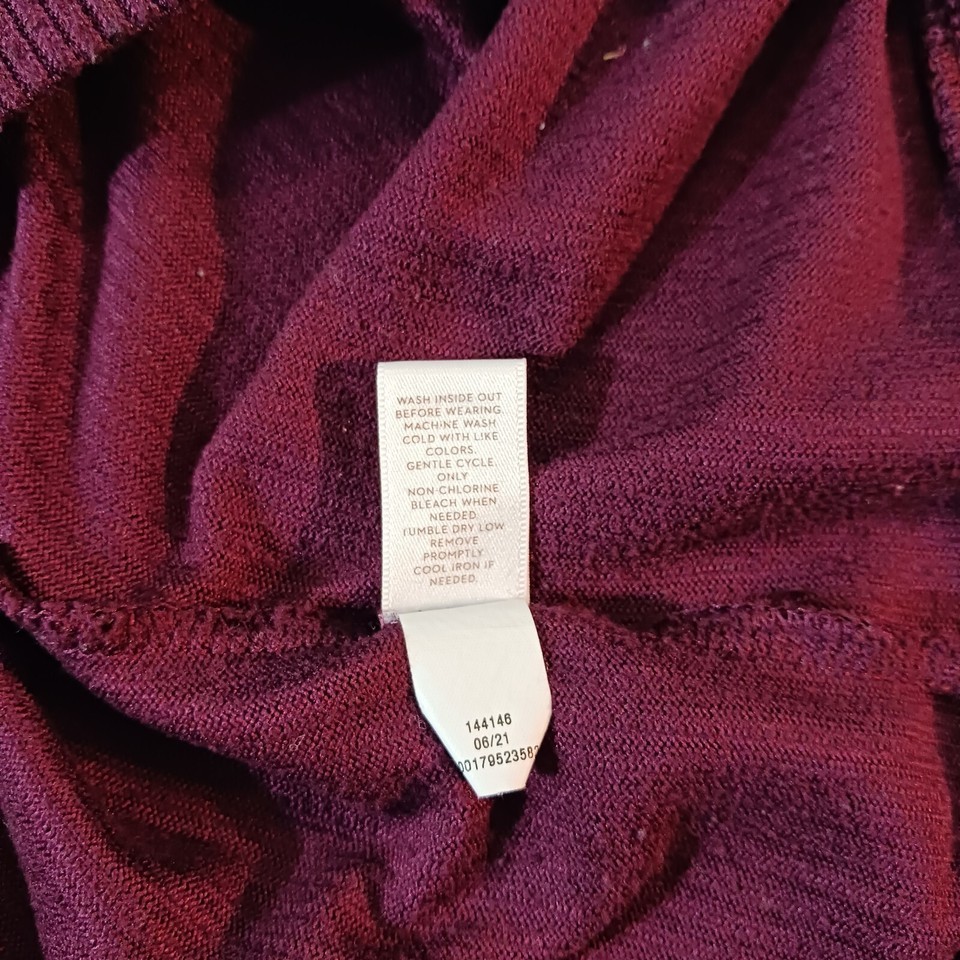 WASH INSIDE OUT
BEFORE WEARING.
MACHINE WASH
COLD WITH LIKE
COLORS.
GENTLE CYCLE.
ONLY
NON-CHLORINE
BLEACH WHEN
NEEDED.
TUMBLE DRY LOW
REMOVE
PROMPTLY
COOL IRON IF
NEEDED.
144146
06/21